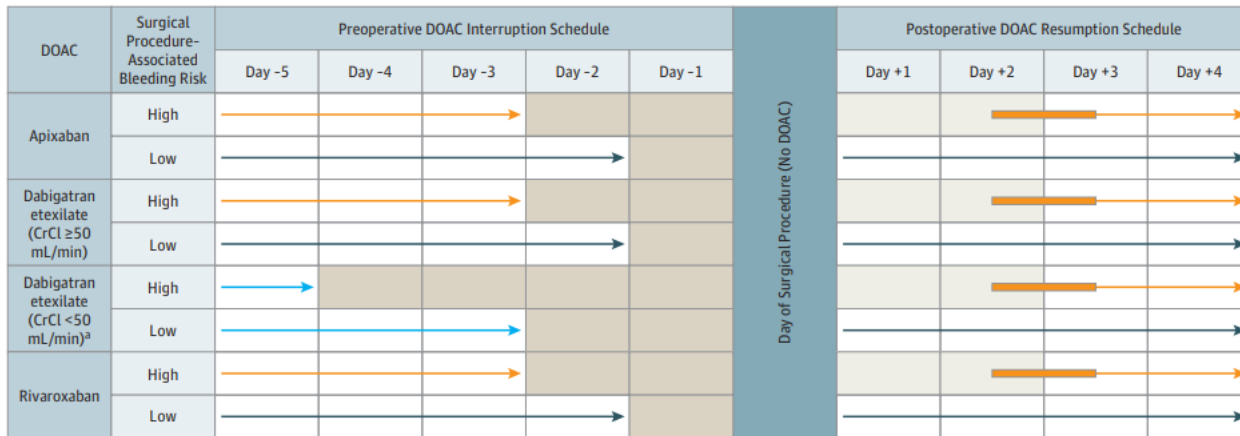 DOAC
Surgical
Procedure-
Associated
Bleeding Risk
Preoperative DOAC Interruption Schedule
Day -5
Day -4
Day -3
Day -2
Day -1
Day of Surgical Procedure (No DOAC)
Postoperative DOAC Resumption Schedule
Day +1
Day +2
Day +3
Day +4
Apixaban
High
Low
Dabigatran
etexilate
(CrCl ≥50
mL/min)
High
Low
Dabigatran
etexilate
(CrCl <50
mL/min)a
High
Low
Rivaroxaban
High
Low